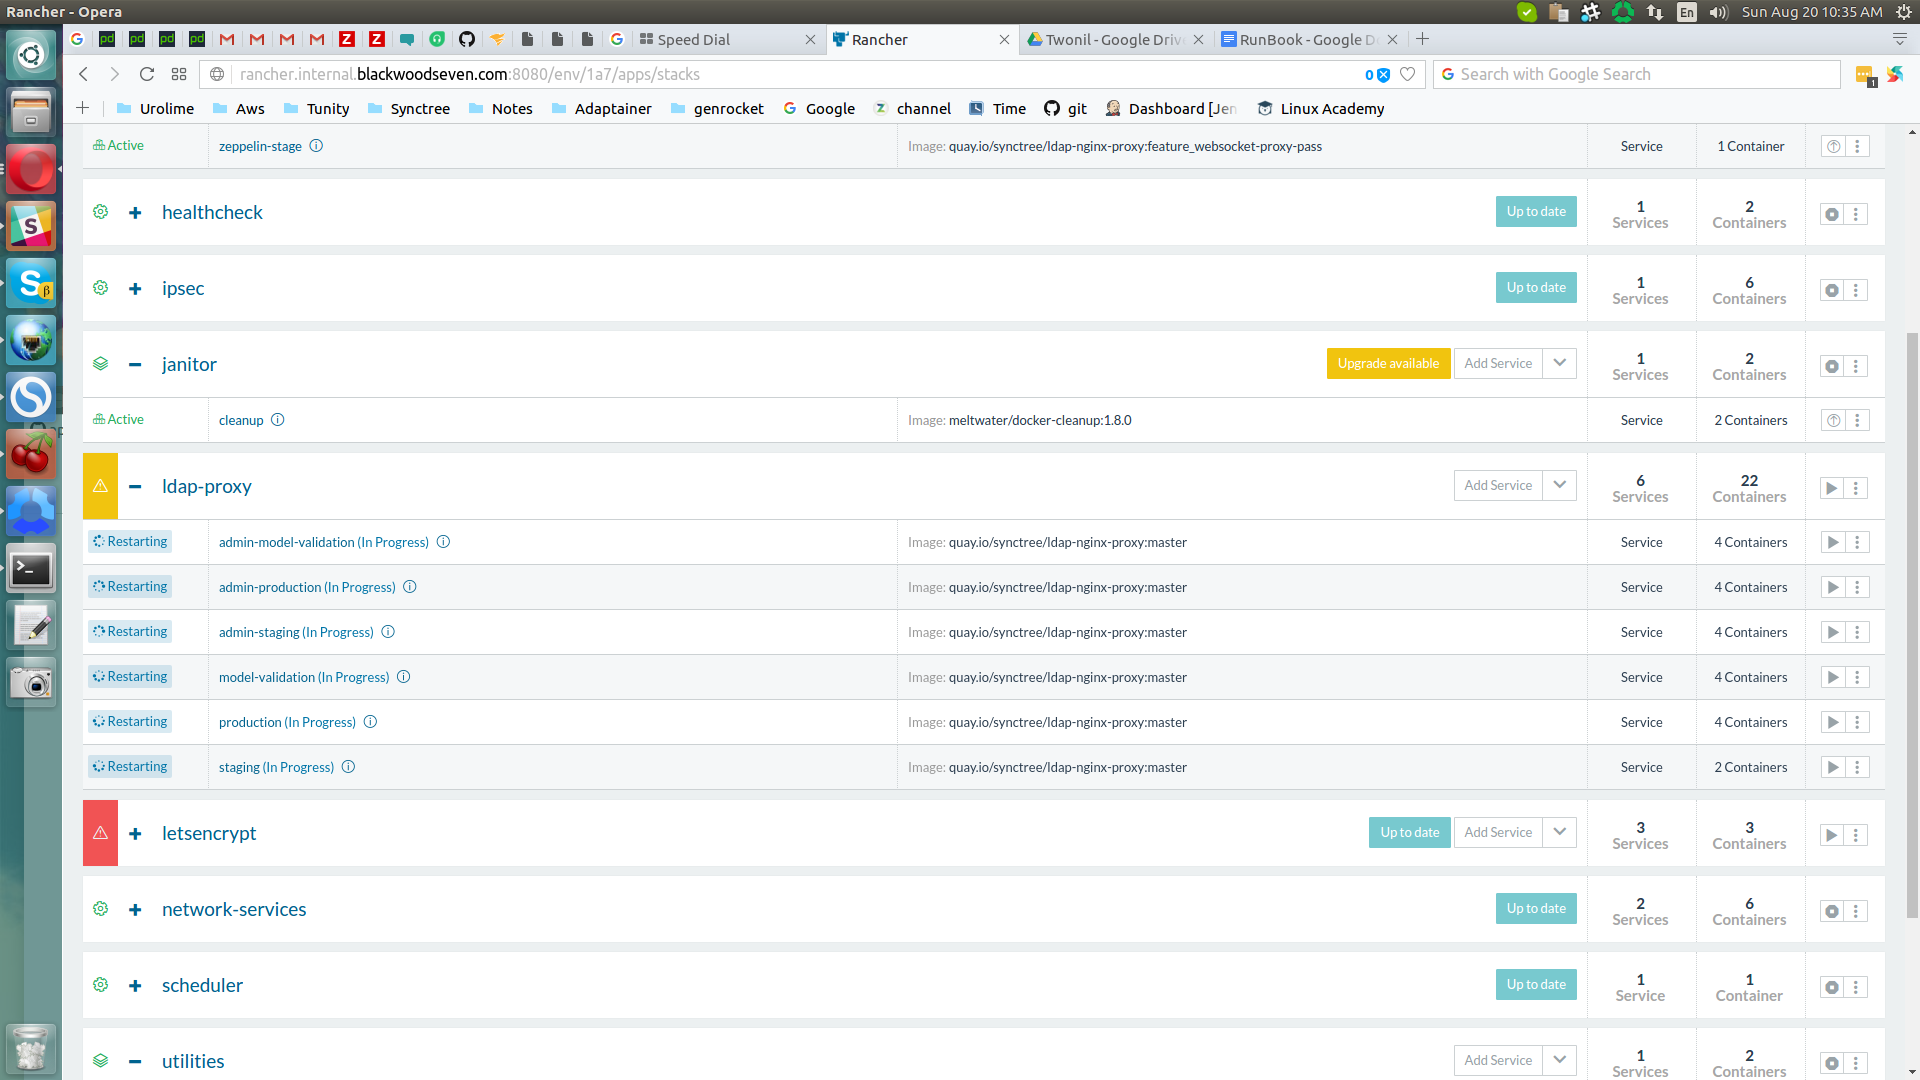 Rancher - Opera
En
Sun Aug 20 10:35 AM
Speed Dial
Rancher
Twonil - Google Drive
RunBook - Google D
rancher.internal.blackwoodseven.com:8080/env/1a7/apps/stacks
0
Search with Google Search
1
Urolime
Aws
Tunity
Synctree
Notes
Adaptainer
genrocket
Google
channel
Time
git
Dashboard [Jen
Linux Academy
Active
zeppelin-stage
Image: quay.io/synctree/ldap-nginx-proxy:feature_websocket-proxy-pass
Service
1 Container
healthcheck
Up to date
1
Services
2
Containers
ipsec
Up to date
1
Services
6
Containers
janitor
Upgrade available
Add Service
1
Services
2
Containers
Active
cleanup
Image: meltwater/docker-cleanup:1.8.0
Service
2 Containers
ldap-proxy
Add Service
6
Services
22
Containers
Restarting
admin-model-validation (In Progress)
Image: quay.io/synctree/ldap-nginx-proxy:master
Service
4 Containers
Restarting
admin-production (In Progress)
Image: quay.io/synctree/ldap-nginx-proxy:master
Service
4 Containers
Restarting
admin-staging (In Progress)
Image: quay.io/synctree/ldap-nginx-proxy:master
Service
4 Containers
Restarting
model-validation (In Progress)
Image: quay.io/synctree/ldap-nginx-proxy:master
Service
4 Containers
Restarting
production (In Progress)
Image: quay.io/synctree/ldap-nginx-proxy:master
Service
4 Containers
Restarting
staging (In Progress)
Image: quay.io/synctree/ldap-nginx-proxy:master
Service
2 Containers
letsencrypt
Up to date
Add Service
3
Services
3
Containers
network-services
Up to date
2
Services
6
Containers
scheduler
Up to date
1
Service
1
Container
utilities
Add Service
1
Services
2
Containers